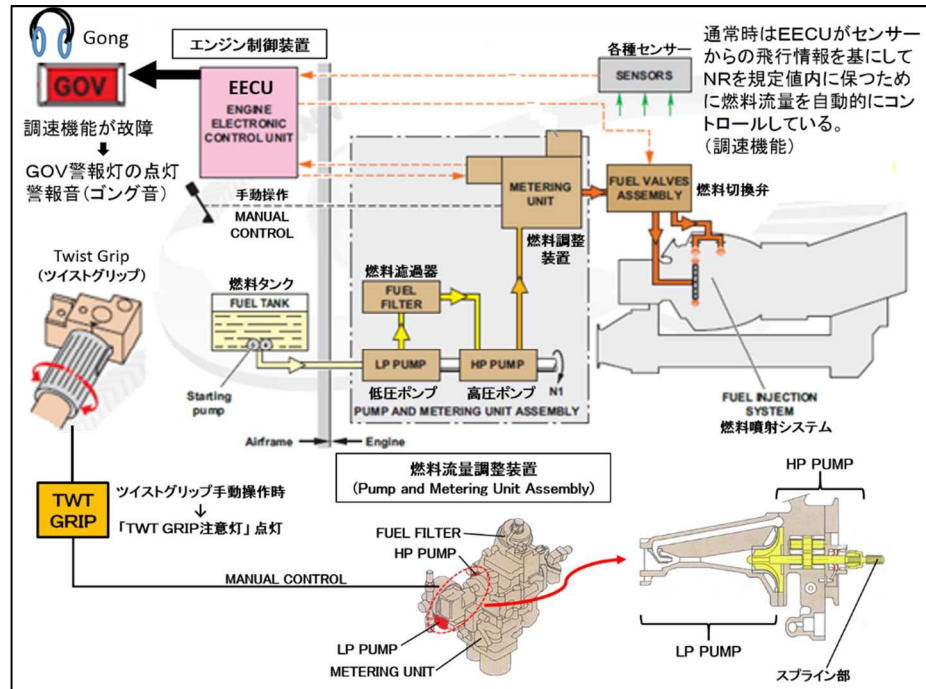 Gong
GOV
調速機能が故障
GOV警報灯の点灯
警報音(ゴング音)
エンジン制御装置
EECU
ENGINE
ELECTRONIC
CONTROL UNIT
手動操作
MANUAL
CONTROL
各種センサー
SENSORS
通常時はEECUがセンサー
からの飛行情報を基にして
NRを規定値内に保つため
に燃料流量を自動的にコン
トロールしている。
(調速機能)
METERING
UNIT
燃料調整
装置
FUEL VALVES
ASSEMBLY
燃料切換弁
Twist Grip
(ツイストグリップ)
燃料タンク
FUEL TANK
Starting
pump
燃料濾過器
FUEL
FILTER
LP PUMP
低圧ポンプ
HP PUMP
高圧ポンプ
N1
PUMP AND METERING UNIT ASSEMBLY
Airframe
Engine
FUEL INJECTION
SYSTEM
燃料噴射システム
TWT
GRIP
ツイストグリップ手動操作時
「TWT GRIP注意灯」点灯
MANUAL CONTROL
燃料流量調整装置
(Pump and Metering Unit Assembly)
FUEL FILTER
HP PUMP
LP PUMP
METERING UNIT
HP PUMP
LP PUMP
スプライン部